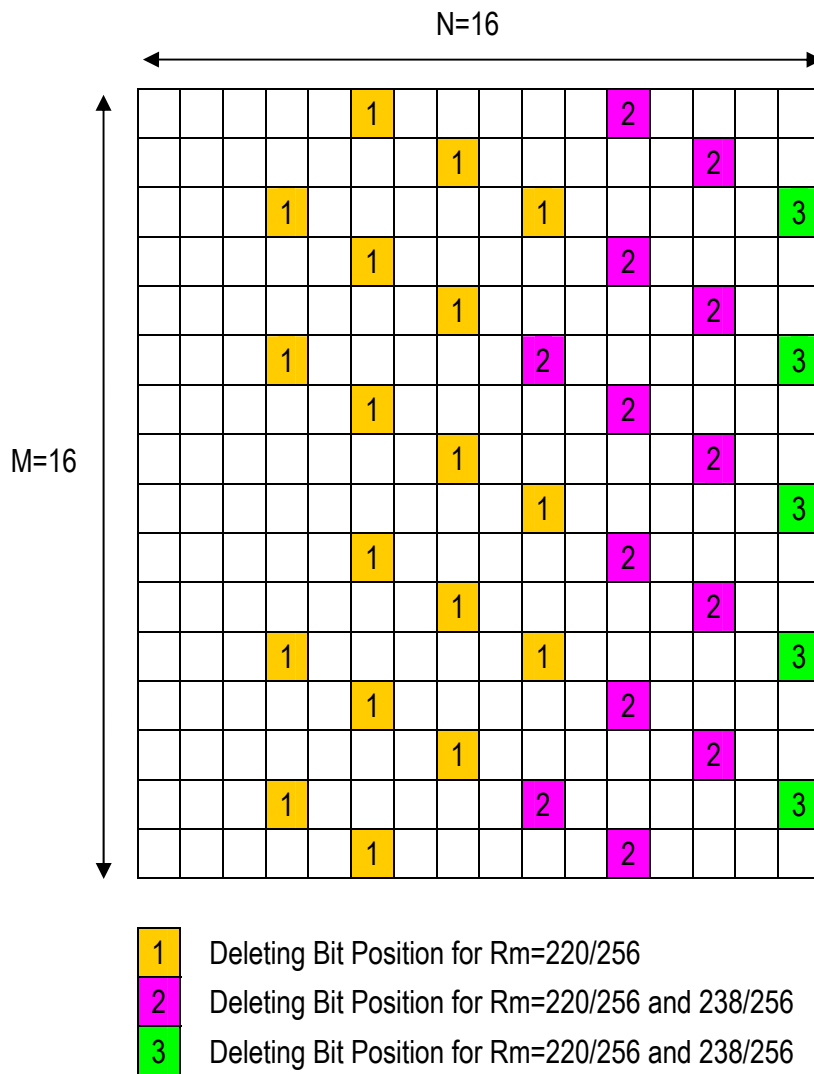 N=16
1 2
1 2
1 1 3
1 2
1 2
1 2 3
1 2
M=16
1 2
1 3
1 2
1 2
1 1 3
1 2
1 2
1 2 3
1 2
1 Deleting Bit Position for Rm=220/256
2 Deleting Bit Position for Rm=220/256 and 238/256
3 Deleting Bit Position for Rm=220/256 and 238/256